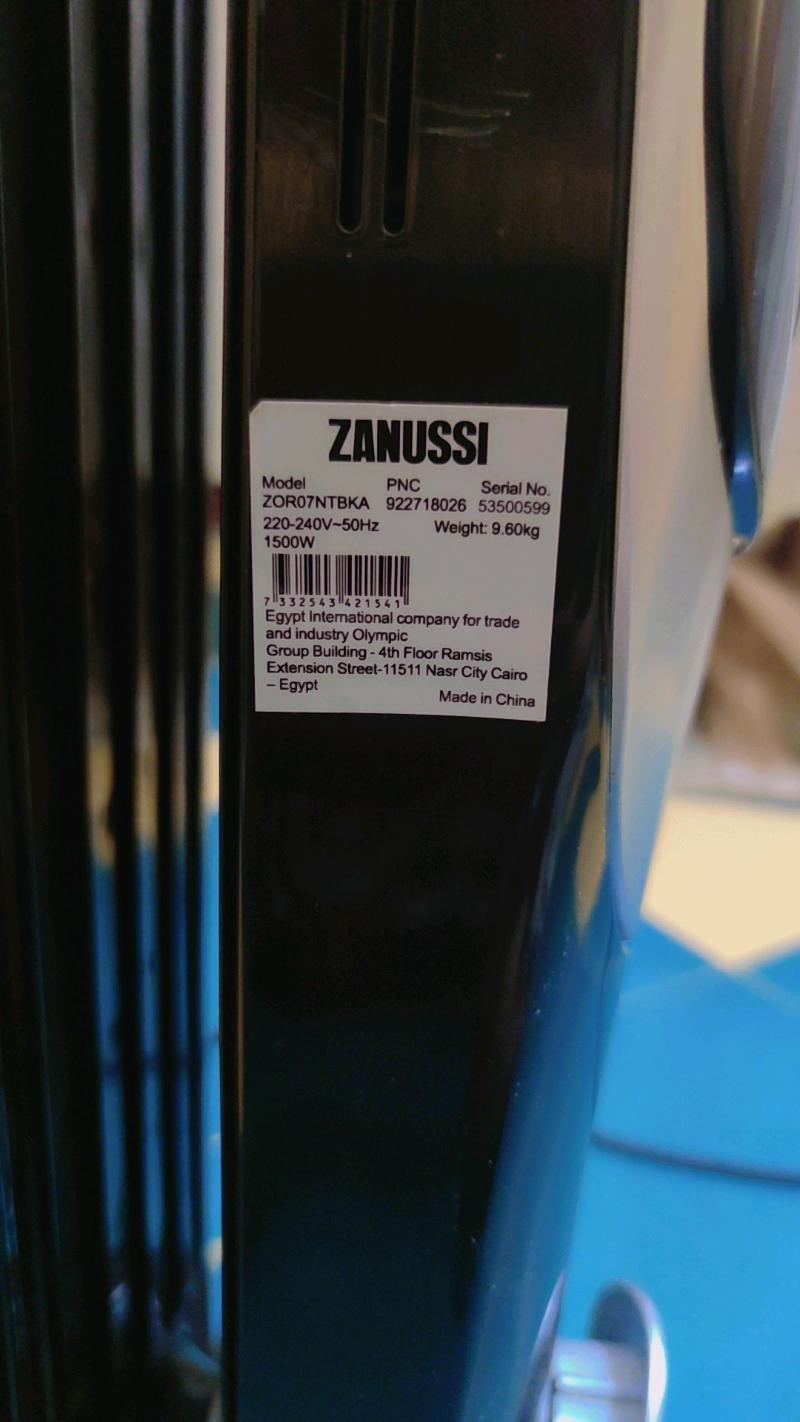 ZANUSSI
Model PNC Serial No.
ZOR07NTBKA 922718026 53500599
220-240V~50Hz Weight: 9.60kg
1500W
7 332543 421541
Egypt International company for trade
and industry Olympic
Group Building - 4th Floor Ramsis
Extension Street-11511 Nasr City Cairo
– Egypt
Made in China